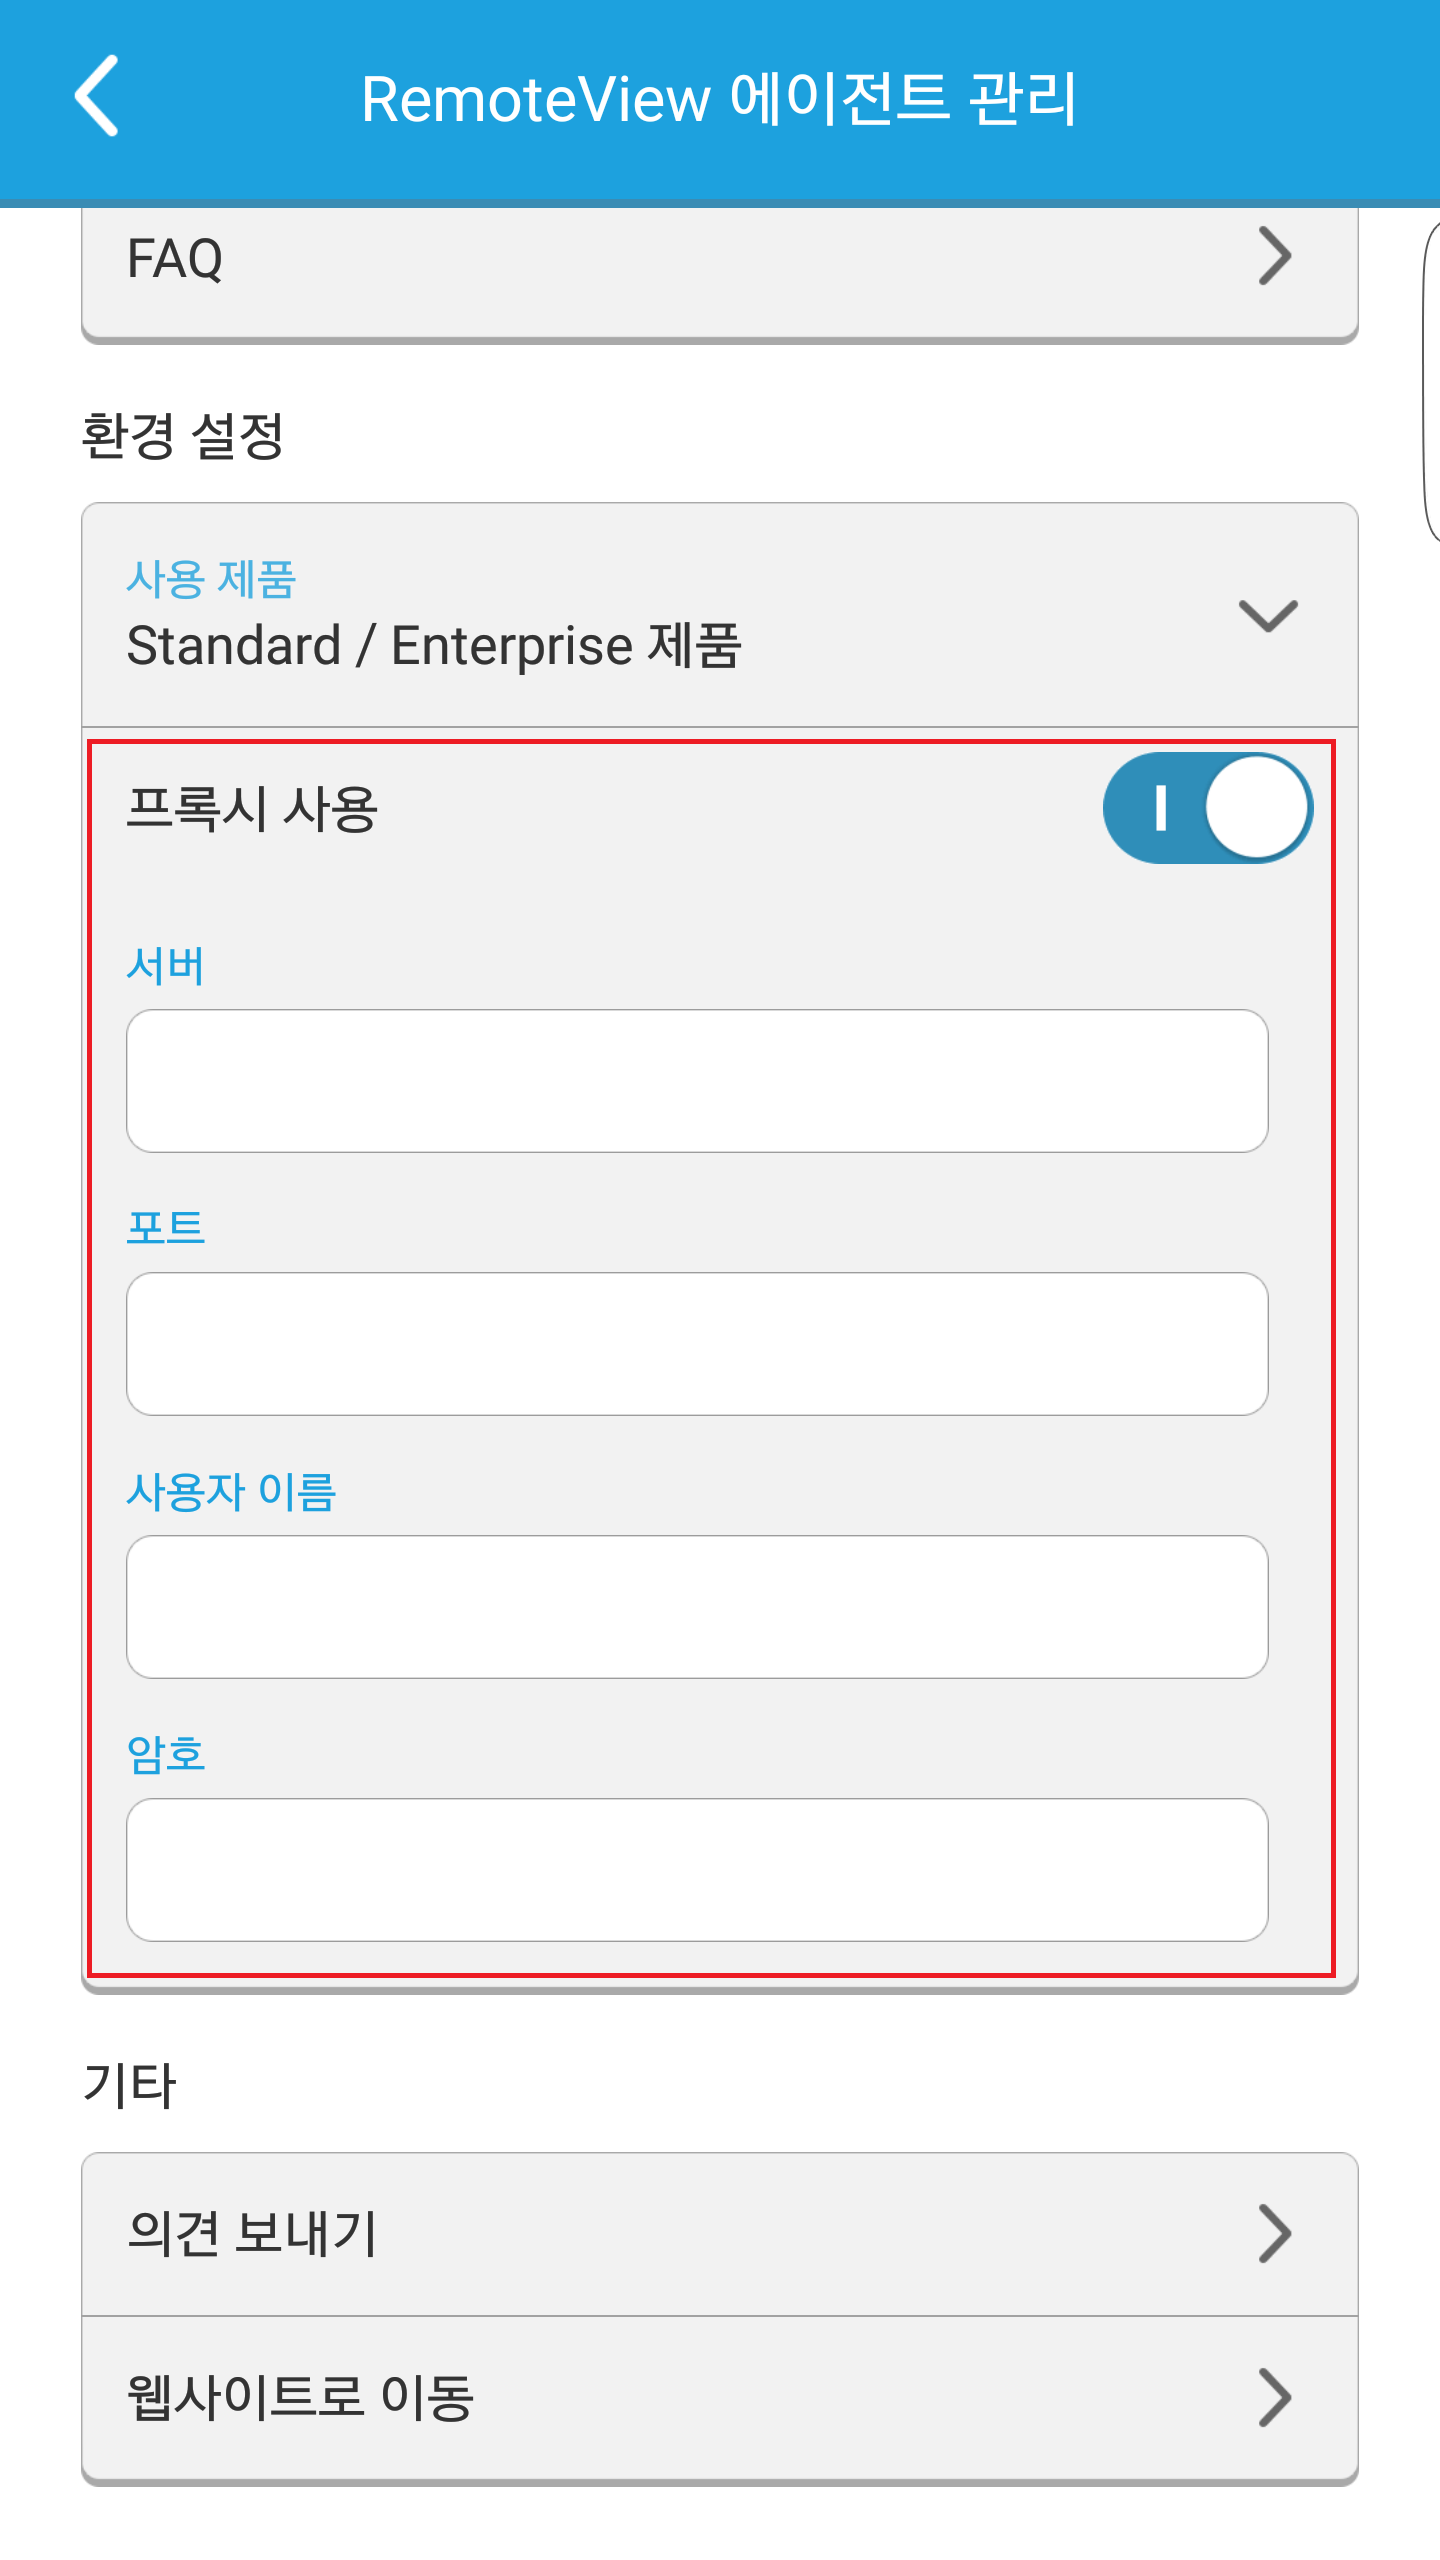 RemoteView 에이전트 관리
FAQ
환경 설정
사용 제품
Standard / Enterprise 제품
프록시 사용
서버
포트
사용자 이름
암호
기타
의견 보내기
웹사이트로 이동